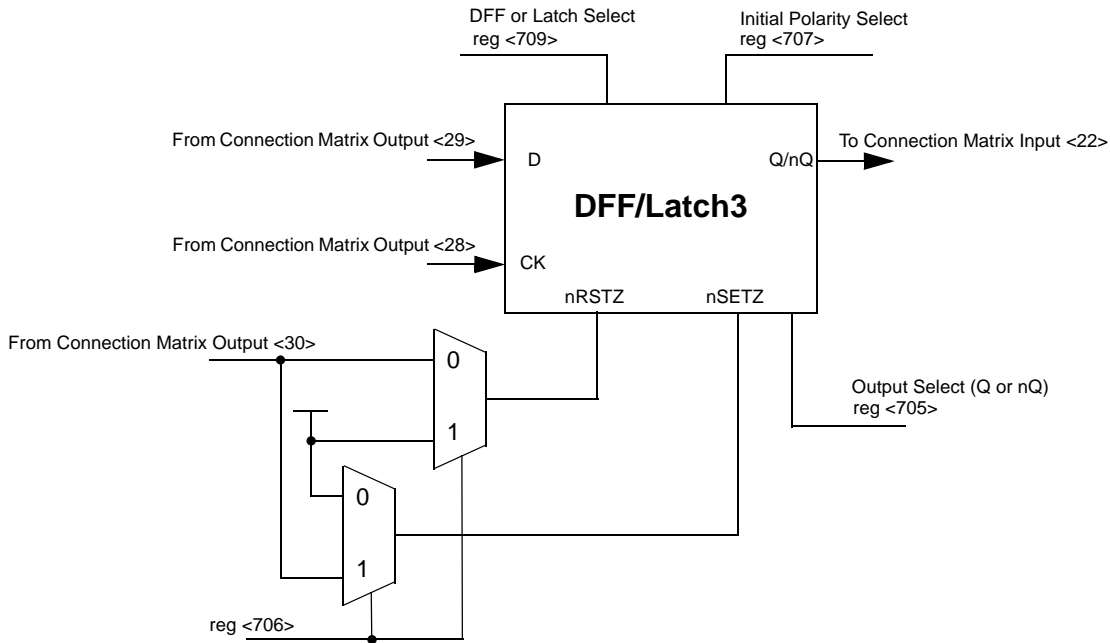 DFF or Latch Select
reg <709>
Initial Polarity Select
reg <707>
From Connection Matrix Output <29>
D
Q/nQ
To Connection Matrix Input <22>
DFF/Latch3
From Connection Matrix Output <28>
CK
nRSTZ
nSETZ
From Connection Matrix Output <30>
0
1
Output Select (Q or nQ)
reg <705>
0
1
reg <706>